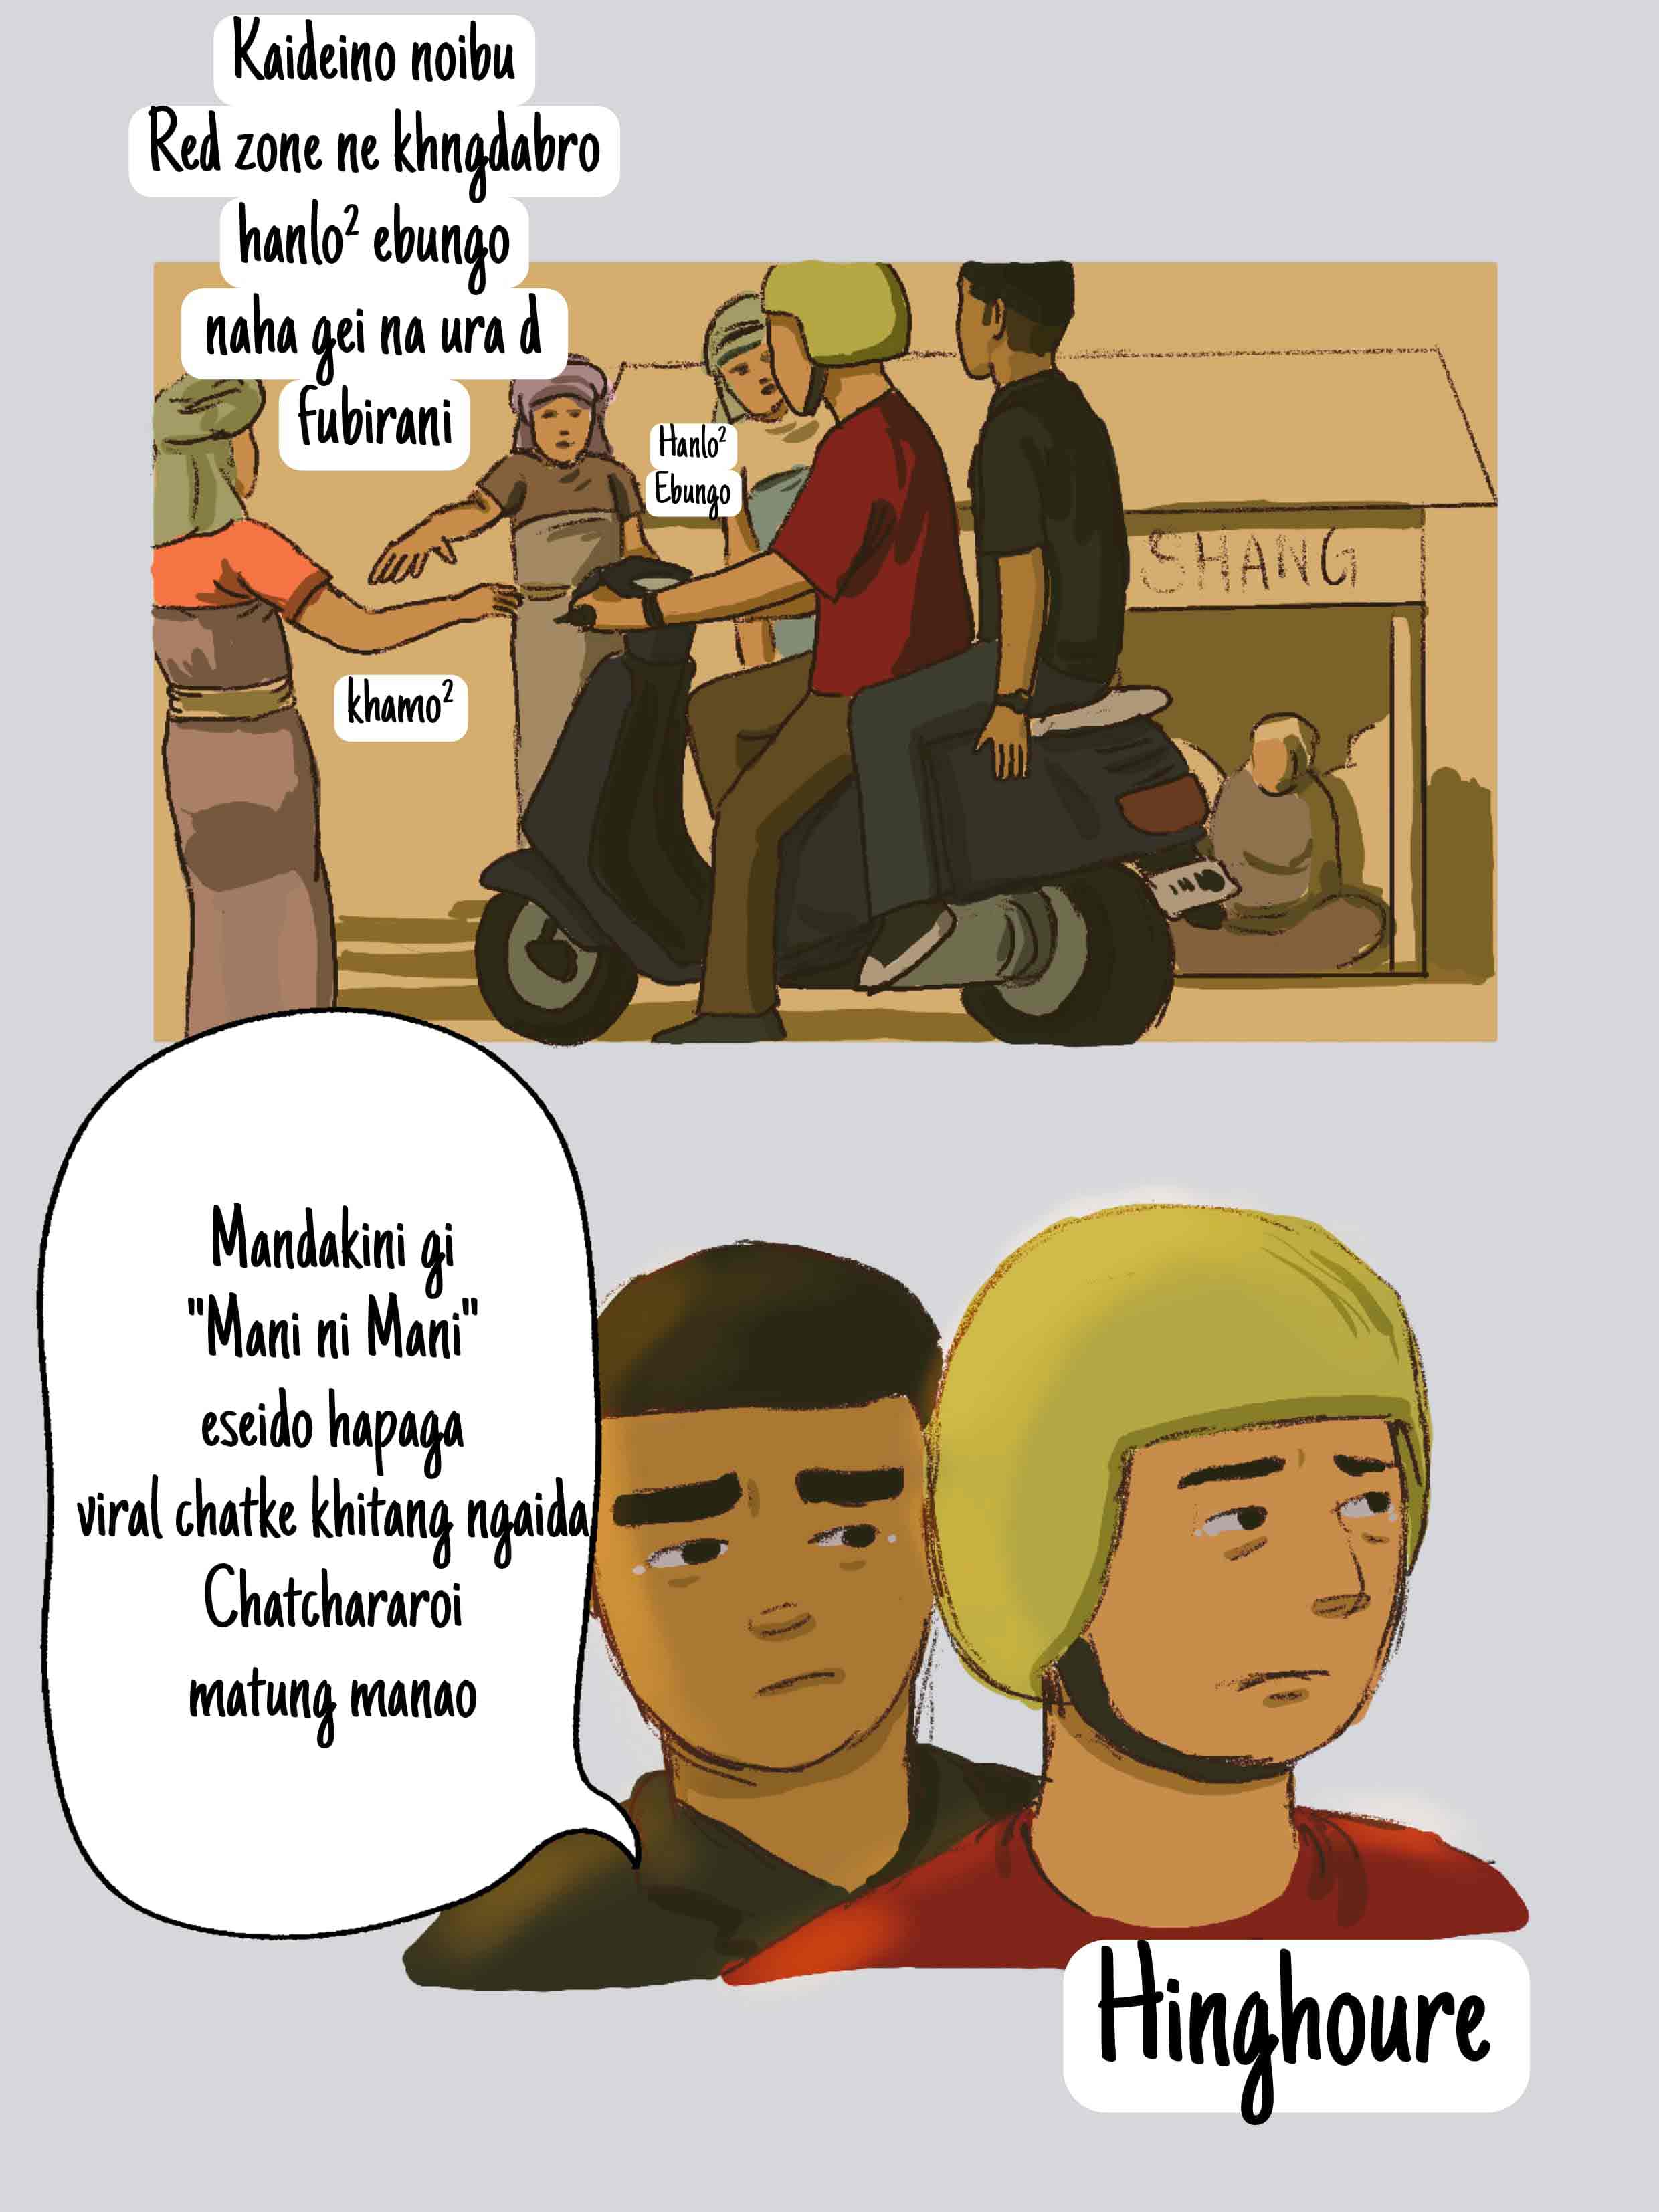 Kaideino noibu
Red zone ne khngdabro
hanlo² ebungo
naha gei na ura d
fubirani
Hanlo²
Ebungo
khamo²
SHANG
Mandakini gi
"Mani ni Mani"
eseido hapaga
viral chatke khitang ngaida
Chatchararoi
matung manao
Hinghoure